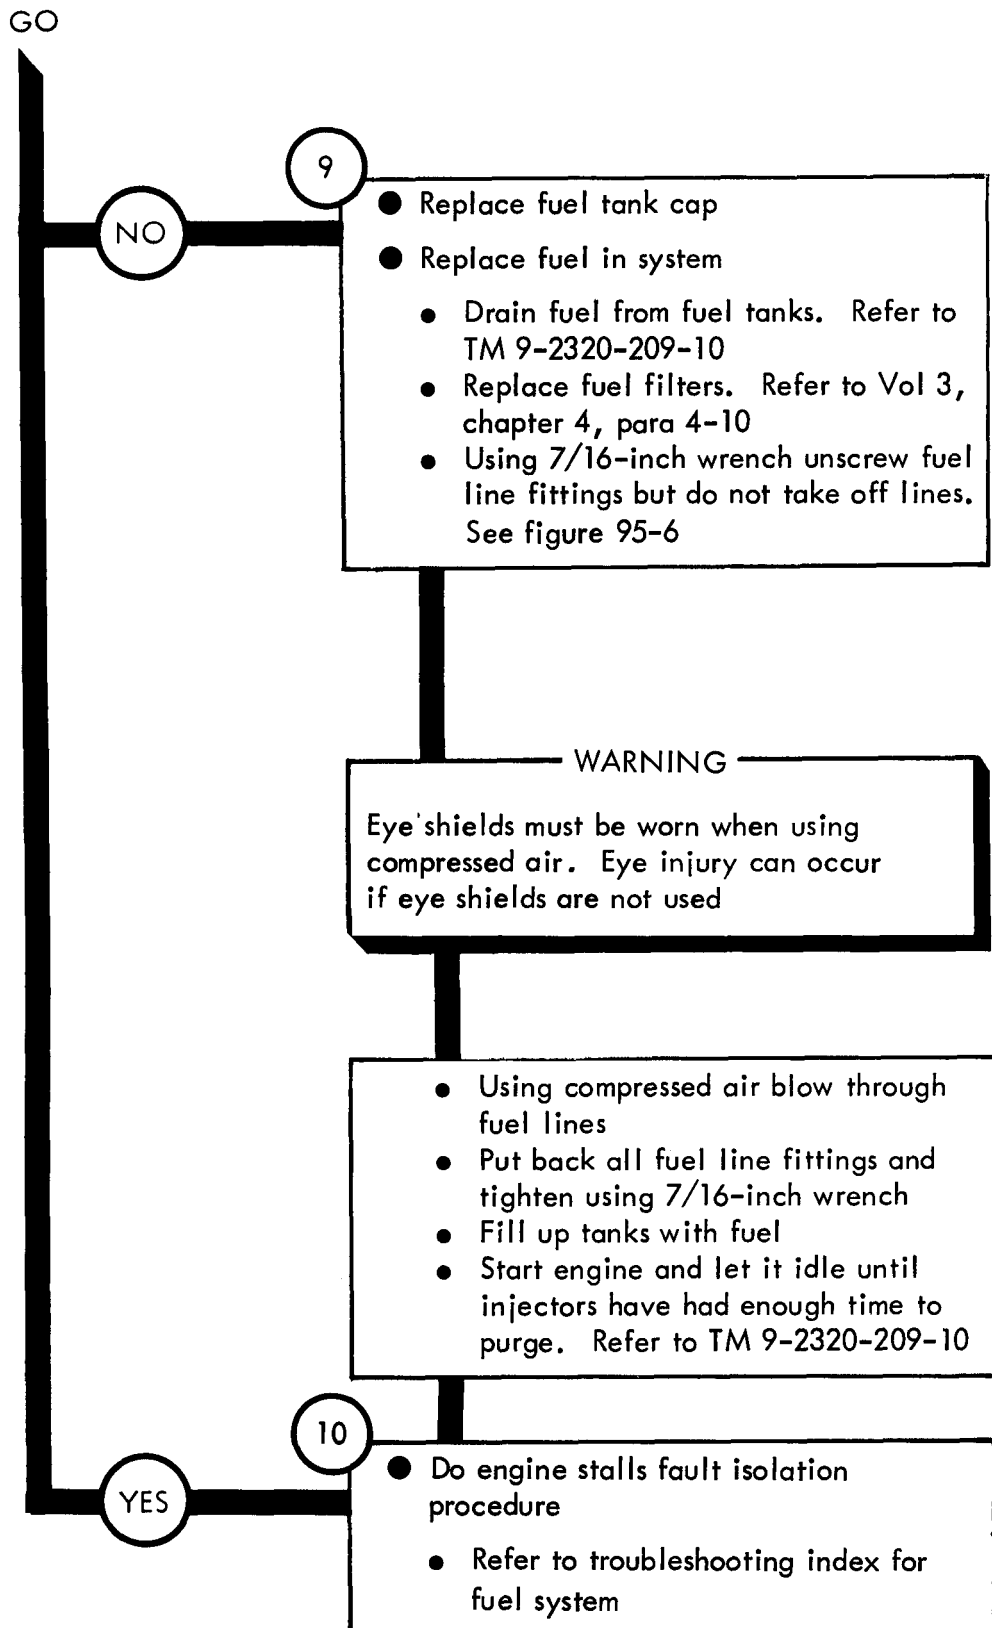 GO
9
● Replace fuel tank cap
NO
● Replace fuel in system
● Drain fuel from fuel tanks. Refer to
TM 9-2320-209-10
● Replace fuel filters. Refer to Vol 3,
chapter 4, para 4-10
● Using 7/16-inch wrench unscrew fuel
line fittings but do not take off lines.
See figure 95-6
WARNING
Eye shields must be worn when using
compressed air. Eye injury can occur
if eye shields are not used
● Using compressed air blow through
fuel lines
● Put back all fuel line fittings and
tighten using 7/16-inch wrench
● Fill up tanks with fuel
● Start engine and let it idle until
injectors have had enough time to
purge. Refer to TM 9-2320-209-10
10
YES
● Do engine stalls fault isolation
procedure
● Refer to troubleshooting index for
fuel system